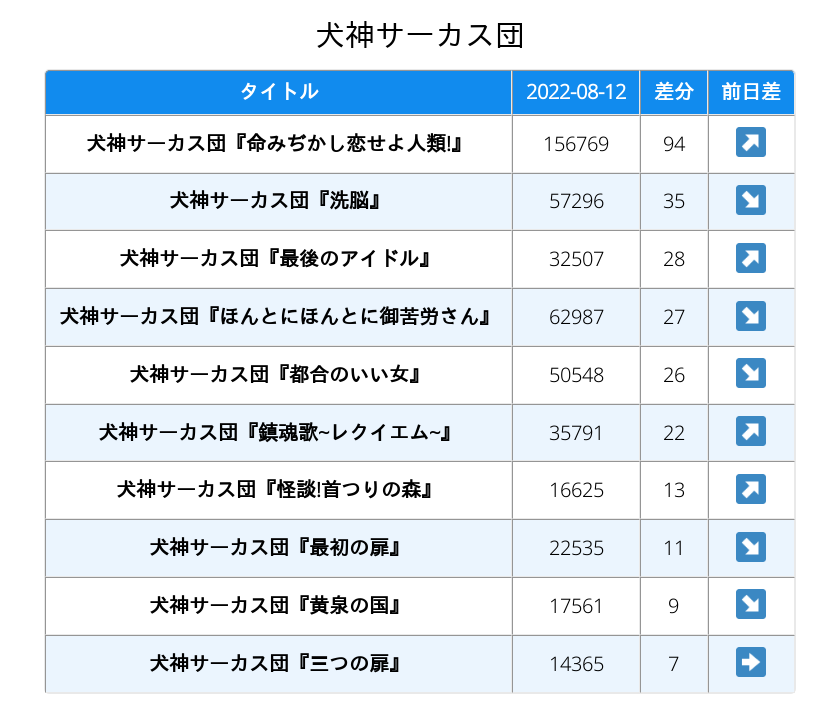 犬神サーカス団
タイトル 2022-08-12 差分 前日差
犬神サーカス団『命みぢかし恋せよ人類!』 156769 94 ↗
犬神サーカス団『洗脳』 57296 35 ↘
犬神サーカス団『最後のアイドル』 32507 28 ↗
犬神サーカス団『ほんとにほんとに御苦労さん』 62987 27 ↘
犬神サーカス団『都合のいい女』 50548 26 ↘
犬神サーカス団『鎮魂歌~レクイエム~』 35791 22 ↗
犬神サーカス団『怪談!首つりの森』 16625 13 ↗
犬神サーカス団『最初の扉』 22535 11 ↘
犬神サーカス団『黄泉の国』 17561 9 ↘
犬神サーカス団『三つの扉』 14365 7 →